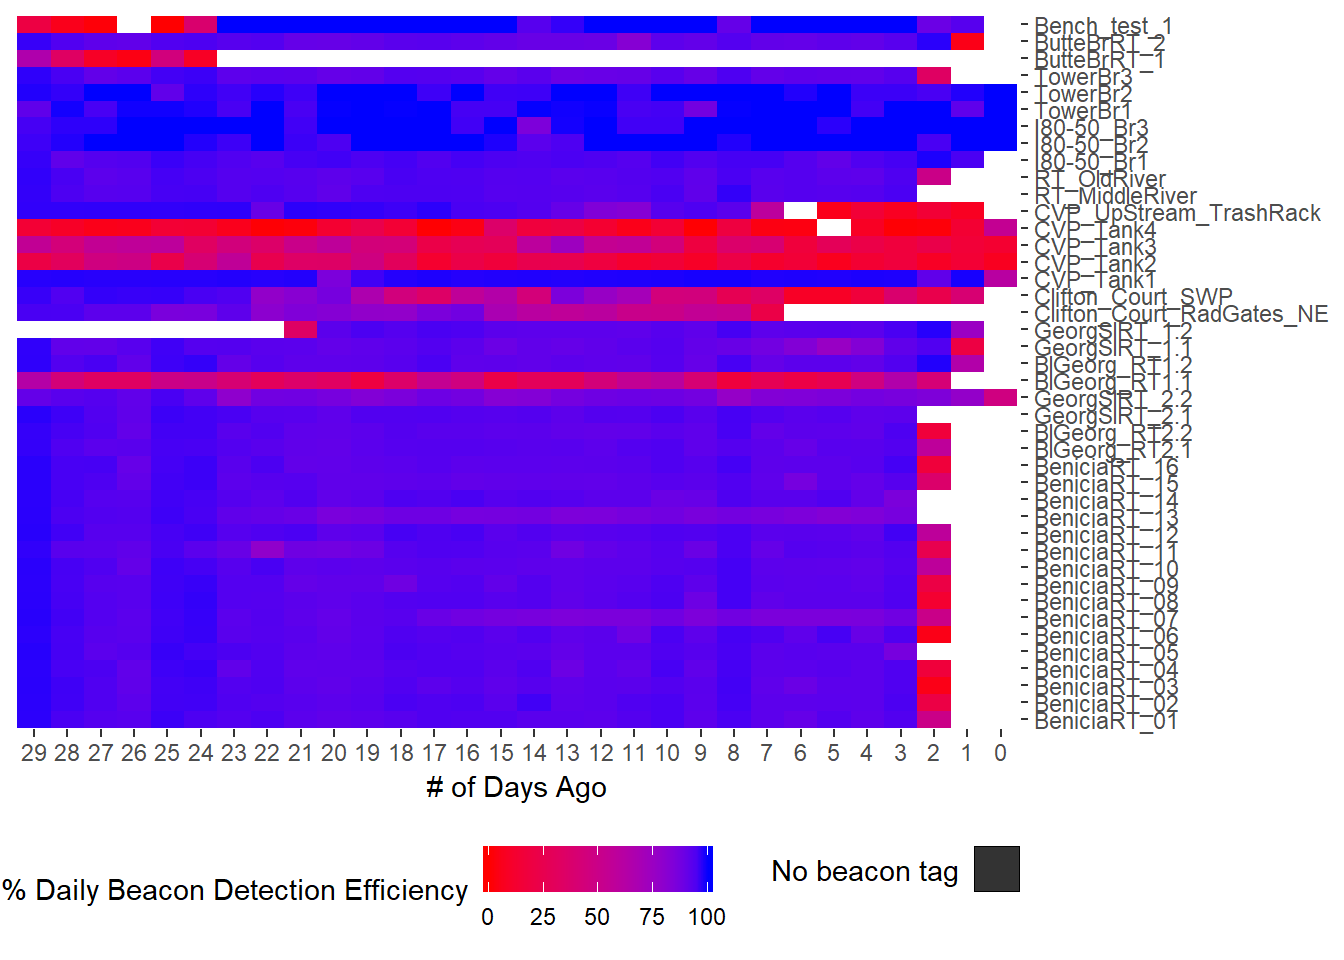 Bench_test_1
ButteBrRT_2
ButteBrRT_1
TowerBr3
TowerBr2
TowerBr1
I80-50_Br3
I80-50_Br2
I80-50_Br1
RT_OldRiver
RT_MiddleRiver
CVP_UpStream_TrashRack
CVP_Tank4
CVP_Tank3
CVP_Tank2
CVP_Tank1
Clifton_Court_SWP
Clifton_Court_RadGates_NE
GeorgSlRT_1.2
GeorgSlRT_1.1
BlGeorg_RT1.2
BlGeorg_RT1.1
GeorgSlRT_2.2
GeorgSlRT_2.1
BlGeorg_RT2.2
BlGeorg_RT2.1
BeniciaRT_16
BeniciaRT_15
BeniciaRT_14
BeniciaRT_13
BeniciaRT_12
BeniciaRT_11
BeniciaRT_10
BeniciaRT_09
BeniciaRT_08
BeniciaRT_07
BeniciaRT_06
BeniciaRT_05
BeniciaRT_04
BeniciaRT_03
BeniciaRT_02
BeniciaRT_01
29 28 27 26 25 24 23 22 21 20 19 18 17 16 15 14 13 12 11 10 9 8 7 6 5 4 3 2 1 0
# of Days Ago
% Daily Beacon Detection Efficiency
0 25 50 75 100
No beacon tag